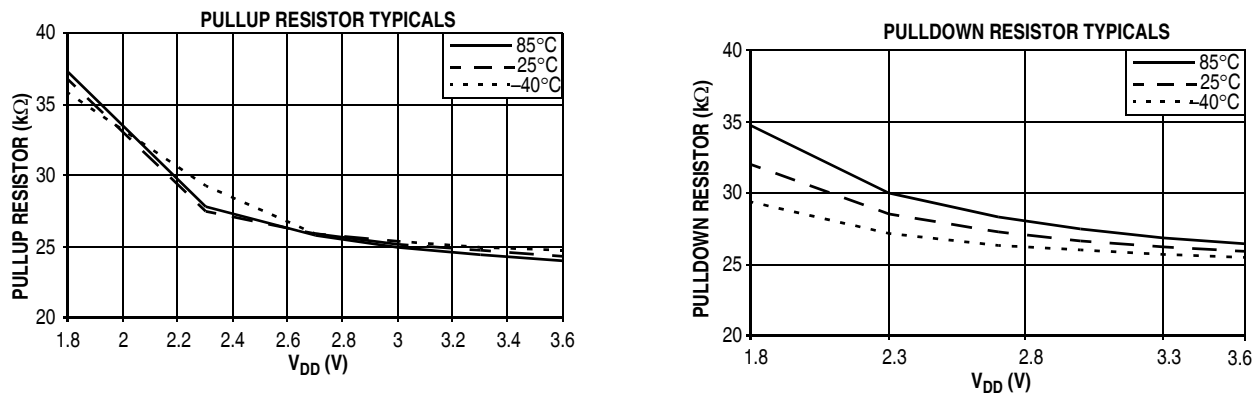 PULLUP RESISTOR TYPICALS
85°C
25°C
–40°C
PULLUP RESISTOR (kΩ)
40
35
30
25
20
1.8 2 2.2 2.4 2.6 2.8 3 3.2 3.4 3.6
VDD (V)
PULLDOWN RESISTOR TYPICALS
85°C
25°C
–40°C
PULLDOWN RESISTOR (kΩ)
40
35
30
25
20
1.8 2.3 2.8 3.3 3.6
VDD (V)